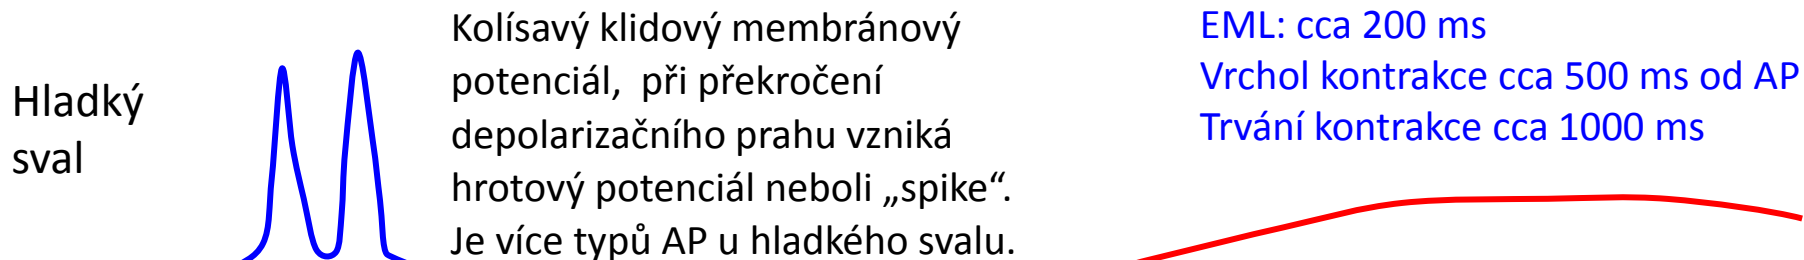 Hladký
sval
Kolísavý klidový membránový
potenciál, při překročení
depolarizačního prahu vzniká
hrotový potenciál neboli „spike“.
Je více typů AP u hladkého svalu.
EML: cca 200 ms
Vrchol kontrakce cca 500 ms od AP
Trvání kontrakce cca 1000 ms